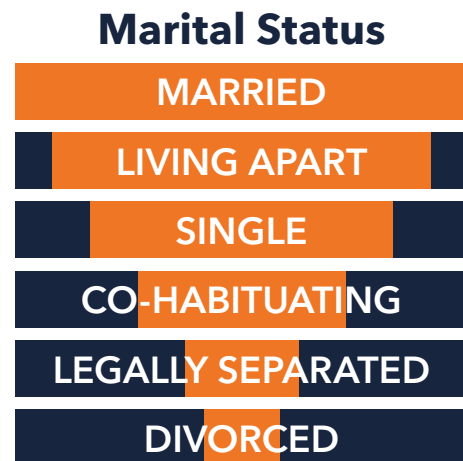 Marital Status
MARRIED
LIVING APART
SINGLE
CO-HABITUATING
LEGALLY SEPARATED
DIVORCED